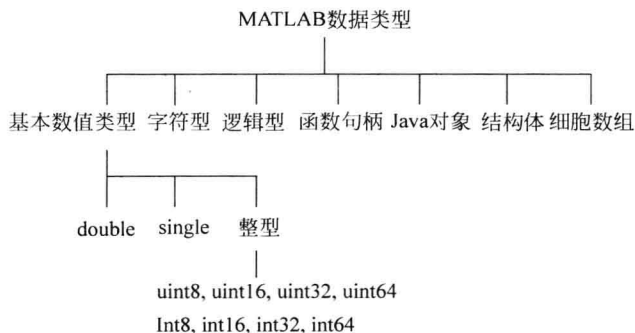 MATLAB数据类型
基本数值类型 字符型 逻辑型 函数句柄 Java对象 结构体 细胞数组
double single 整型
uint8, uint16, uint32, uint64
Int8, int16, int32, int64